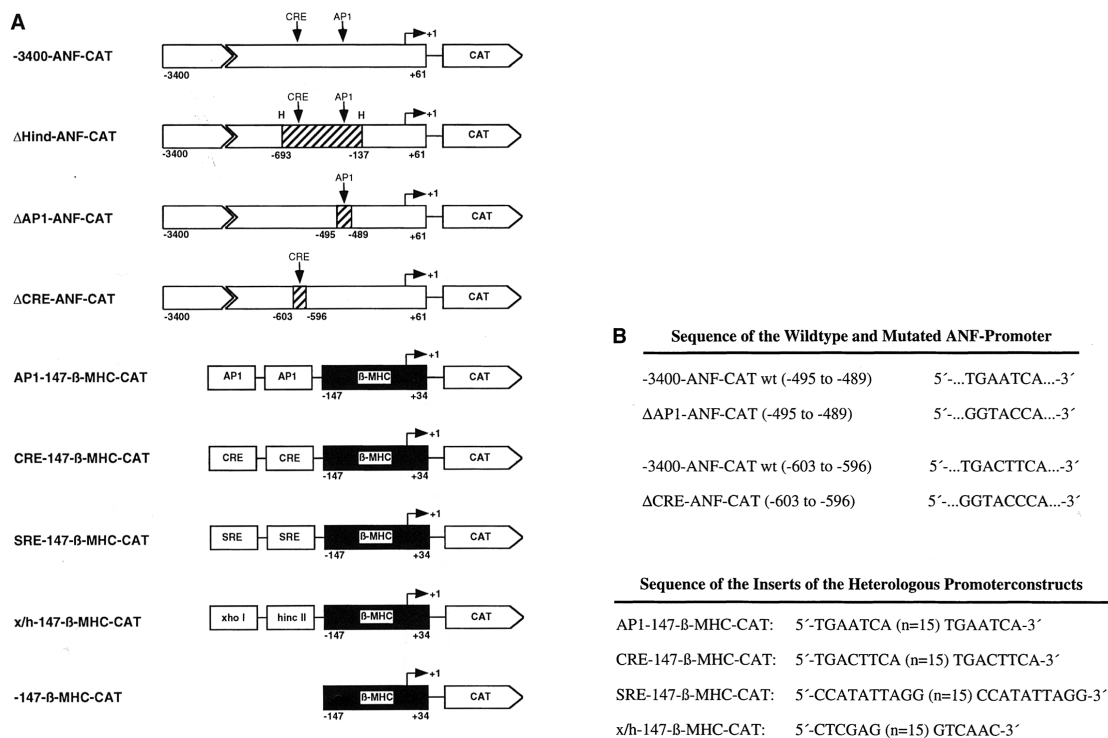 A
CRE AP1
-3400-ANF-CAT
+1
CAT
-3400 +61
CRE AP1
H H
ΔHind-ANF-CAT
+1
CAT
-3400 -693 -137 +61
AP1
ΔAP1-ANF-CAT
+1
CAT
-3400 -495 -489 +61
CRE
ΔCRE-ANF-CAT
+1
CAT
-3400 -603 -596 +61
+1
AP1-147-ß-MHC-CAT AP1 AP1 ß-MHC CAT
-147 +34
+1
CRE-147-ß-MHC-CAT CRE CRE ß-MHC CAT
-147 +34
+1
SRE-147-ß-MHC-CAT SRE SRE ß-MHC CAT
-147 +34
+1
x/h-147-ß-MHC-CAT xho I hinc II ß-MHC CAT
-147 +34
+1
-147-ß-MHC-CAT ß-MHC CAT
-147 +34
B
Sequence of the Wildtype and Mutated ANF-Promoter
-3400-ANF-CAT wt (-495 to -489) 5´-...TGAATCA...-3´
ΔAP1-ANF-CAT (-495 to -489) 5´-...GGTACCA...-3´
-3400-ANF-CAT wt (-603 to -596) 5´-...TGACTTCA...-3´
ΔCRE-ANF-CAT (-603 to -596) 5´-...GGTACCCA...-3´
Sequence of the Inserts of the Heterologous Promoterconstructs
AP1-147-ß-MHC-CAT: 5´-TGAATCA (n=15) TGAATCA-3´
CRE-147-ß-MHC-CAT: 5´-TGACTTCA (n=15) TGACTTCA-3´
SRE-147-ß-MHC-CAT: 5´-CCATATTAGG (n=15) CCATATTAGG-3´
x/h-147-ß-MHC-CAT: 5´-CTCGAG (n=15) GTCAAC-3´